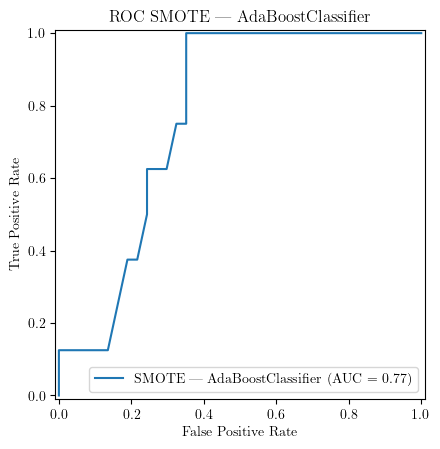 ROC SMOTE — AdaBoostClassifier
1.0
0.8
0.6
0.4
0.2
0.0
True Positive Rate
SMOTE — AdaBoostClassifier (AUC = 0.77)
0.0 0.2 0.4 0.6 0.8 1.0
False Positive Rate